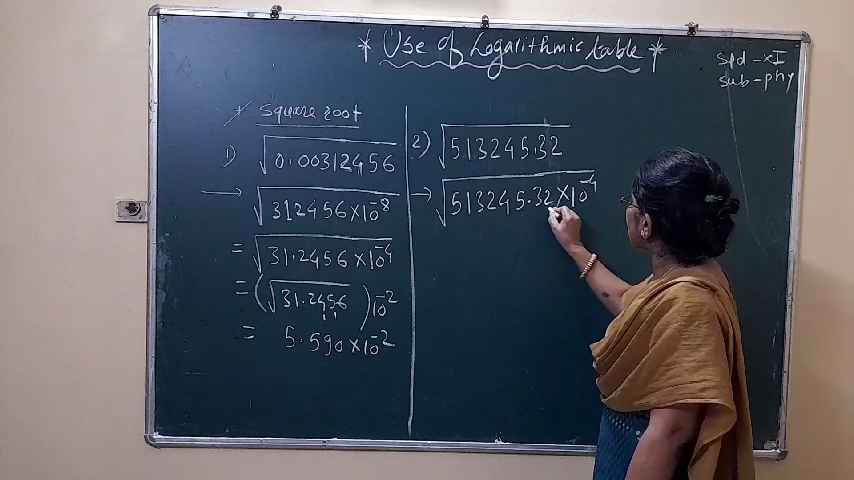 * Use of Logarithmic table *
Std - XI
Sub - phy
* Square root
1) √0.00312456
→ √312456×10⁻⁸
= √31.2456×10⁻⁴
= (√31.2456)10⁻²
= 5.590×10⁻²
2) √513245.32
→ √513245.32×10⁻⁴